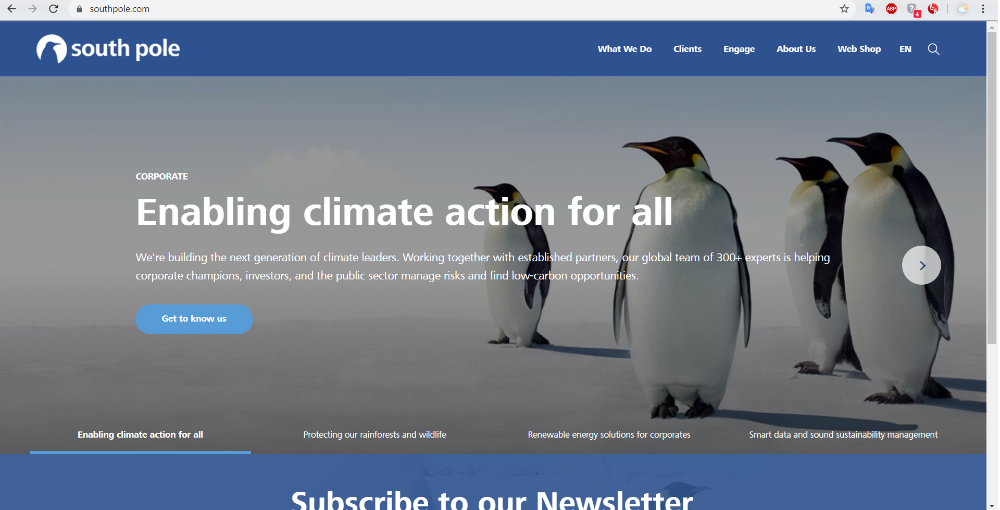 southpole.com
ABP
4
south pole
What We Do
Clients
Engage
About Us
Web Shop
EN
CORPORATE
Enabling climate action for all
We're building the next generation of climate leaders. Working together with established partners, our global team of 300+ experts is helping
corporate champions, investors, and the public sector manage risks and find low-carbon opportunities.
Get to know us
Enabling climate action for all
Protecting our rainforests and wildlife
Renewable energy solutions for corporates
Smart data and sound sustainability management
Subscribe to our Newsletter